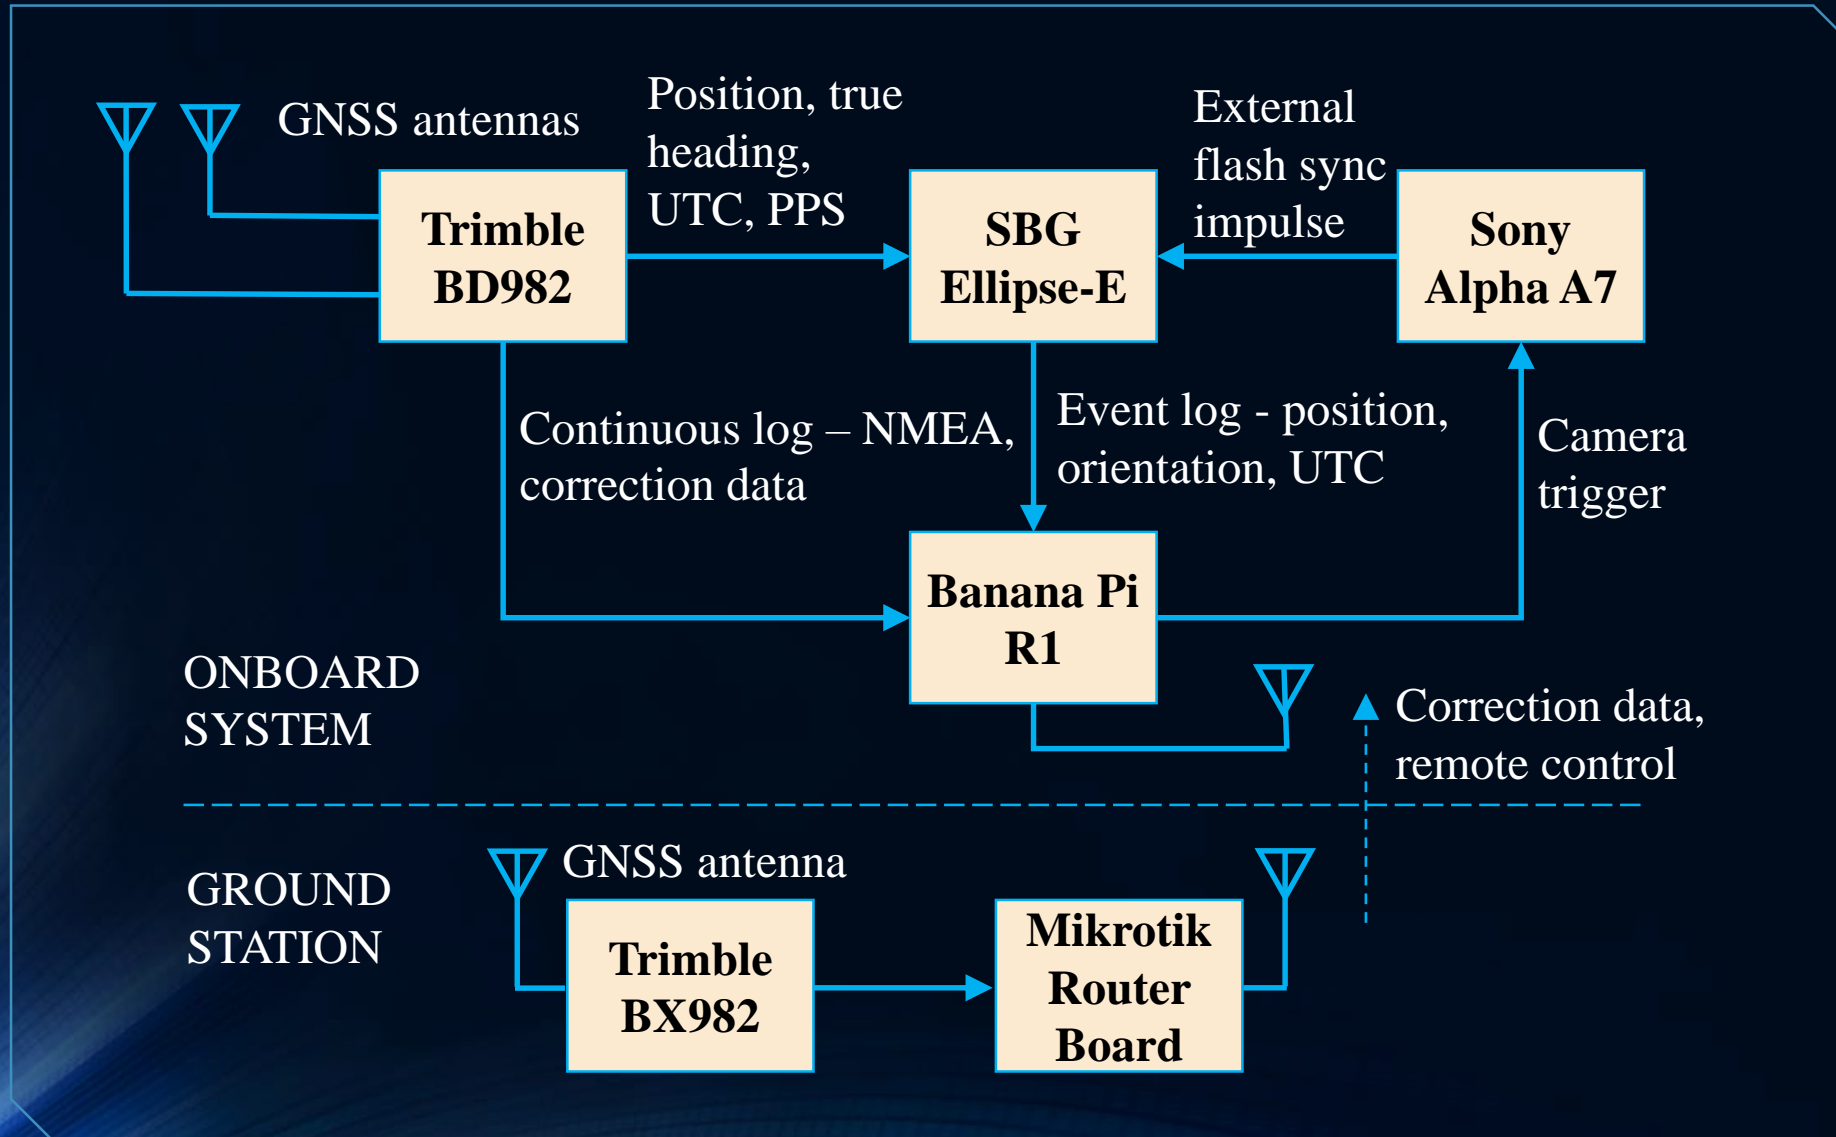 GNSS antennas
Position, true
heading,
UTC, PPS
External
flash sync
impulse
Trimble
BD982
SBG
Ellipse-E
Sony
Alpha A7
Continuous log – NMEA,
correction data
Event log - position,
orientation, UTC
Camera
trigger
Banana Pi
R1
ONBOARD
SYSTEM
Correction data,
remote control
GROUND
STATION
GNSS antenna
Trimble
BX982
Mikrotik
Router
Board